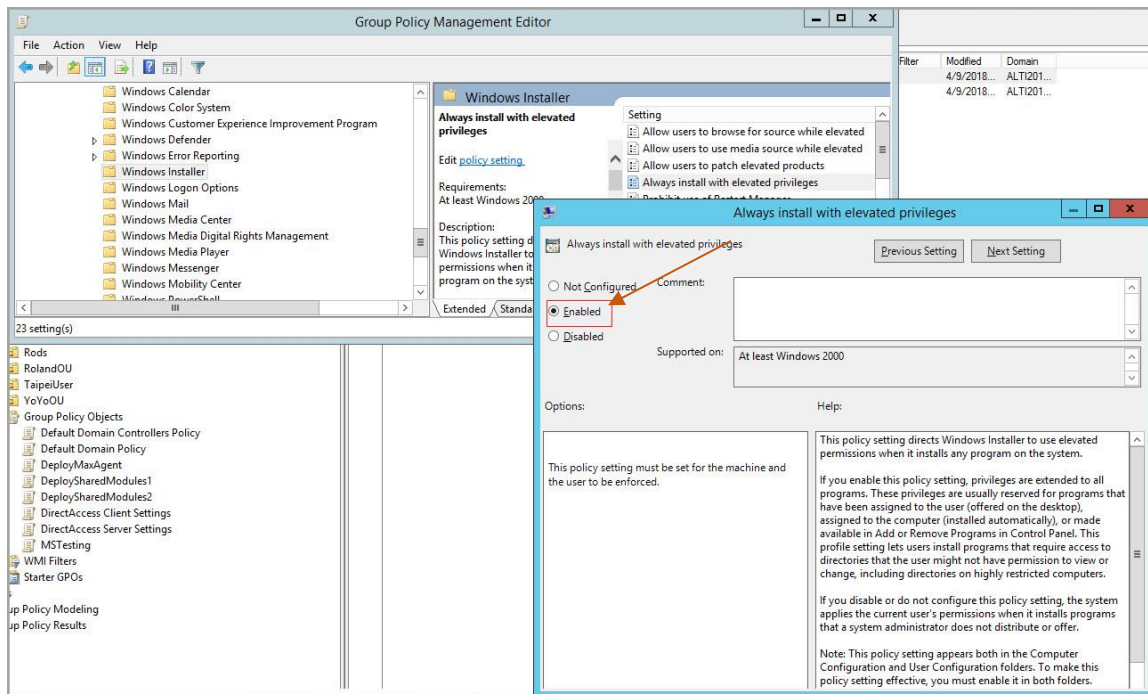 Group Policy Management Editor
File Action View Help
Windows Calendar
Windows Color System
Windows Customer Experience Improvement Program
Windows Defender
Windows Error Reporting
Windows Installer
Windows Logon Options
Windows Mail
Windows Media Center
Windows Media Digital Rights Management
Windows Media Player
Windows Messenger
Windows Mobility Center
Windows PowerShell
23 setting(s)
Windows Installer
Always install with elevated
privileges
Edit policy setting
Requirements:
At least Windows 2000
Description:
This policy setting d
Windows Installer to
permissions when it
program on the syst
Extended Standa
Setting
Allow users to browse for source while elevated
Allow users to use media source while elevated
Allow users to patch elevated products
Always install with elevated privileges
Prohibit use of Restart Manager
Filter Modified Domain
4/9/2018... ALTI201...
4/9/2018... ALTI201...
Rods
RolandOU
TaipeiUser
YoYoOU
Group Policy Objects
Default Domain Controllers Policy
Default Domain Policy
DeployMaxAgent
DeploySharedModules1
DeploySharedModules2
DirectAccess Client Settings
DirectAccess Server Settings
MSTesting
WMI Filters
Starter GPOs
s
up Policy Modeling
up Policy Results
Always install with elevated privileges
Always install with elevated privileges
Previous Setting Next Setting
Not Configured Comment:
Enabled
Disabled
Supported on: At least Windows 2000
Options: Help:
This policy setting must be set for the machine and
the user to be enforced.
This policy setting directs Windows Installer to use elevated
permissions when it installs any program on the system.
If you enable this policy setting, privileges are extended to all
programs. These privileges are usually reserved for programs that
have been assigned to the user (offered on the desktop),
assigned to the computer (installed automatically), or made
available in Add or Remove Programs in Control Panel. This
profile setting lets users install programs that require access to
directories that the user might not have permission to view or
change, including directories on highly restricted computers.
If you disable or do not configure this policy setting, the system
applies the current user's permissions when it installs programs
that a system administrator does not distribute or offer.
Note: This policy setting appears both in the Computer
Configuration and User Configuration folders. To make this
policy setting effective, you must enable it in both folders.